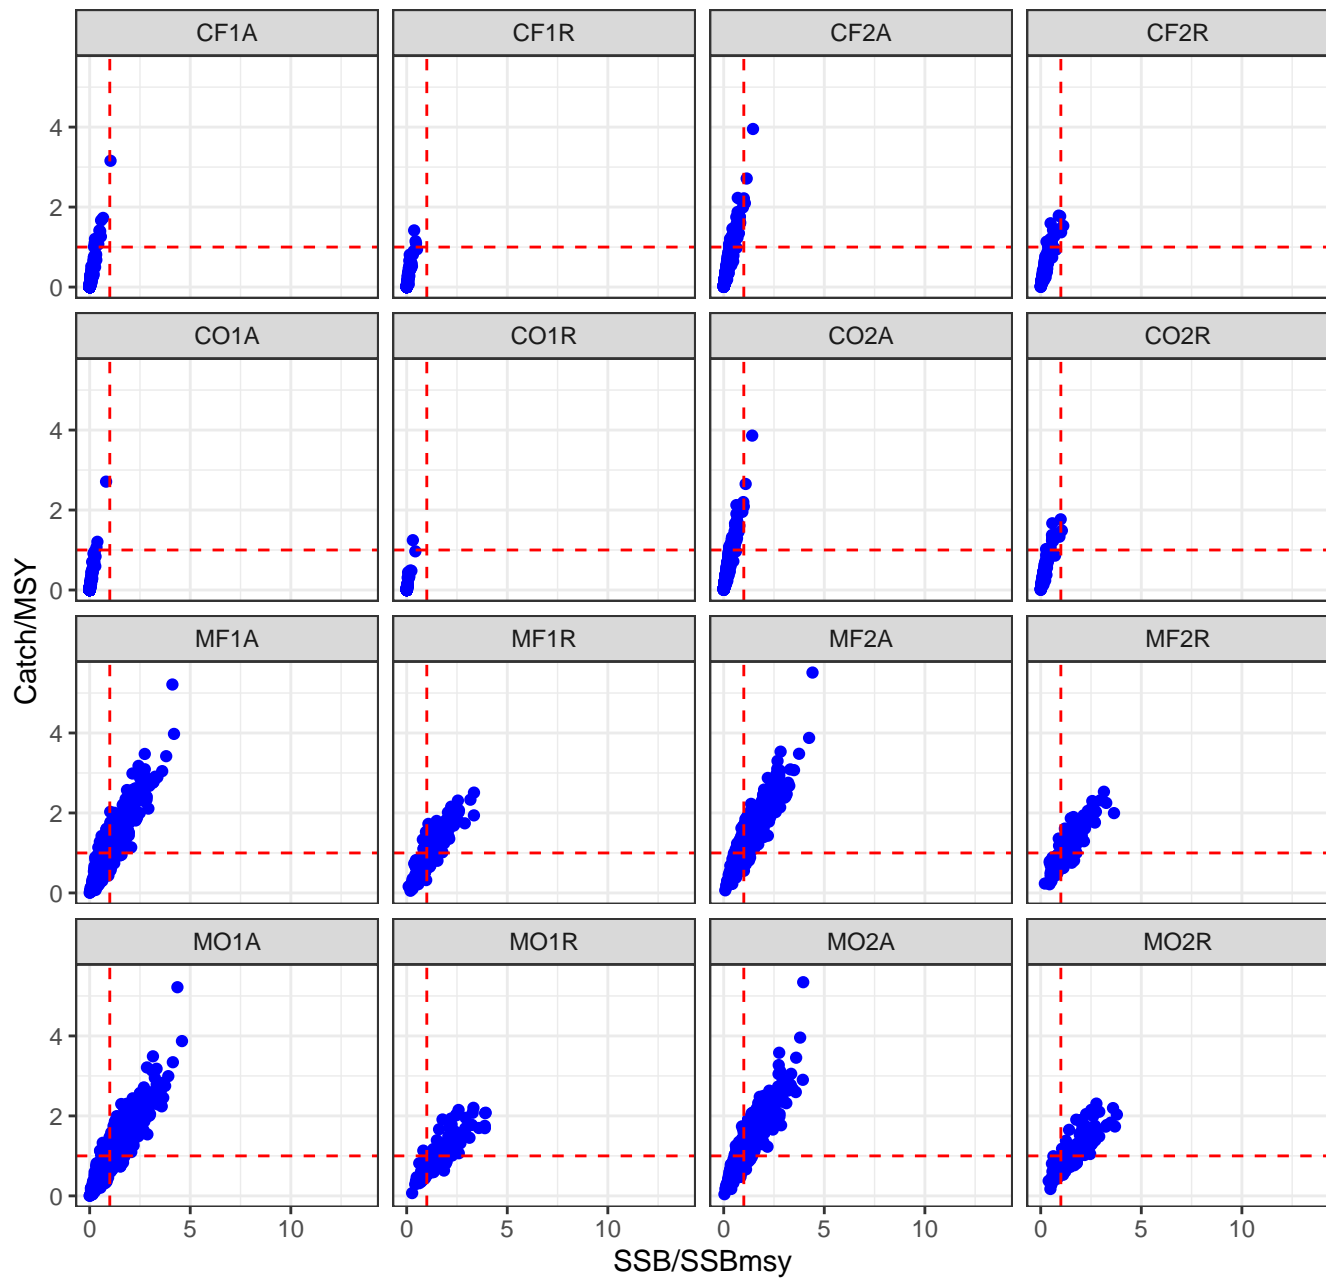 CF1A CF1R CF2A CF2R
4
2
0
CO1A CO1R CO2A CO2R
4
2
0
MF1A MF1R MF2A MF2R
4
2
0
MO1A MO1R MO2A MO2R
4
2
0
0 5 10 0 5 10 0 5 10 0 5 10
Catch/MSY
SSB/SSBmsy